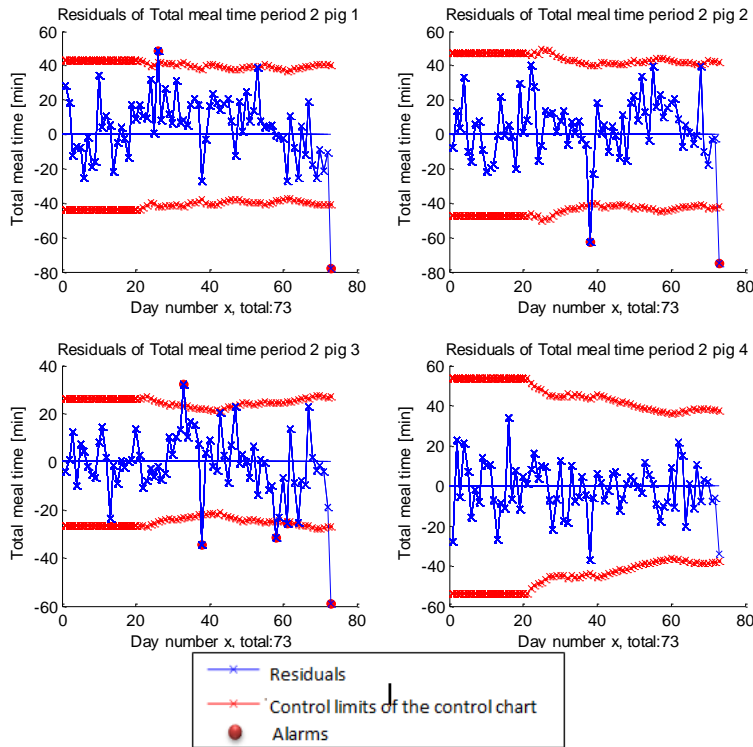 Residuals of Total meal time period 2 pig 1
Residuals of Total meal time period 2 pig 2
60
40
20
0
-20
-40
-60
-80
Total meal time [min]
0 20 40 60 80
Day number x, total:73
60
40
20
0
-20
-40
-60
-80
Total meal time [min]
0 20 40 60 80
Day number x, total:73
Residuals of Total meal time period 2 pig 3
Residuals of Total meal time period 2 pig 4
40
20
0
-20
-40
-60
Total meal time [min]
0 20 40 60 80
Day number x, total:73
60
40
20
0
-20
-40
-60
Total meal time [min]
0 20 40 60 80
Day number x, total:73
Residuals
Control limits of the control chart
Alarms